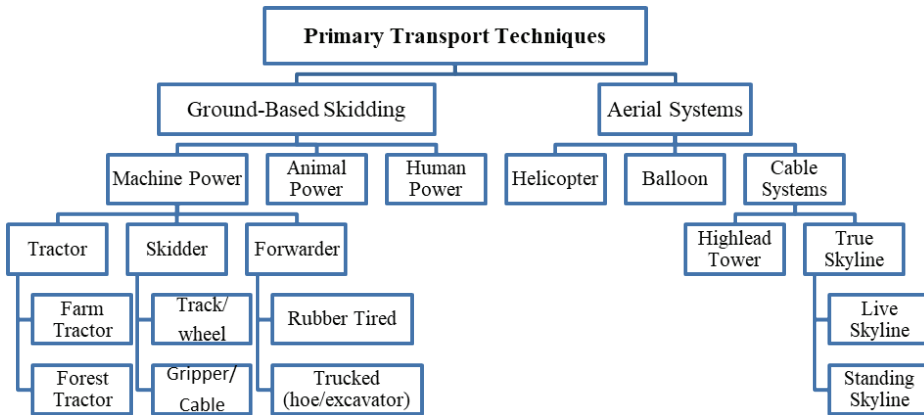 Primary Transport Techniques
Ground-Based Skidding
Aerial Systems
Machine Power
Animal
Power
Human
Power
Helicopter
Balloon
Cable
Systems
Tractor
Skidder
Forwarder
Highlead
Tower
True
Skyline
Farm
Tractor
Track/
wheel
Rubber Tired
Live
Skyline
Forest
Tractor
Gripper/
Cable
Trucked
(hoe/excavator)
Standing
Skyline